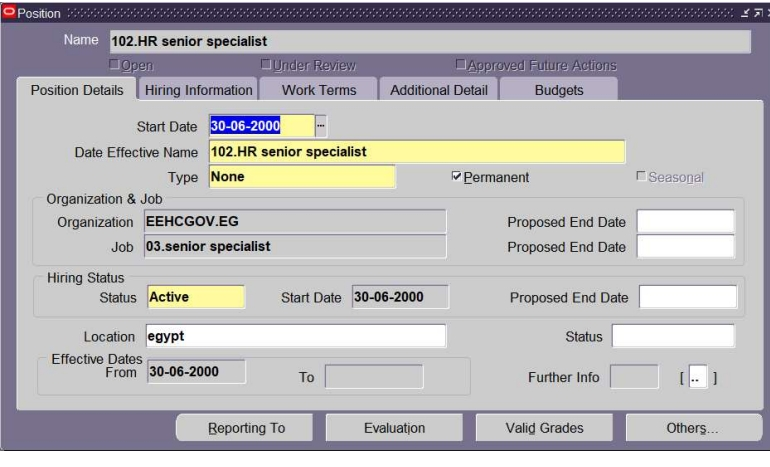 Position
Name 102.HR senior specialist
Open Under Review Approved Future Actions
Position Details Hiring Information Work Terms Additional Detail Budgets
Start Date 30-06-2000 ...
Date Effective Name 102.HR senior specialist
Type None Permanent Seasonal
Organization & Job
Organization EEHCGOV.EG Proposed End Date
Job 03.senior specialist Proposed End Date
Hiring Status
Status Active Start Date 30-06-2000 Proposed End Date
Location egypt Status
Effective Dates
From 30-06-2000 To Further Info [ .. ]
Reporting To Evaluation Valid Grades Others...